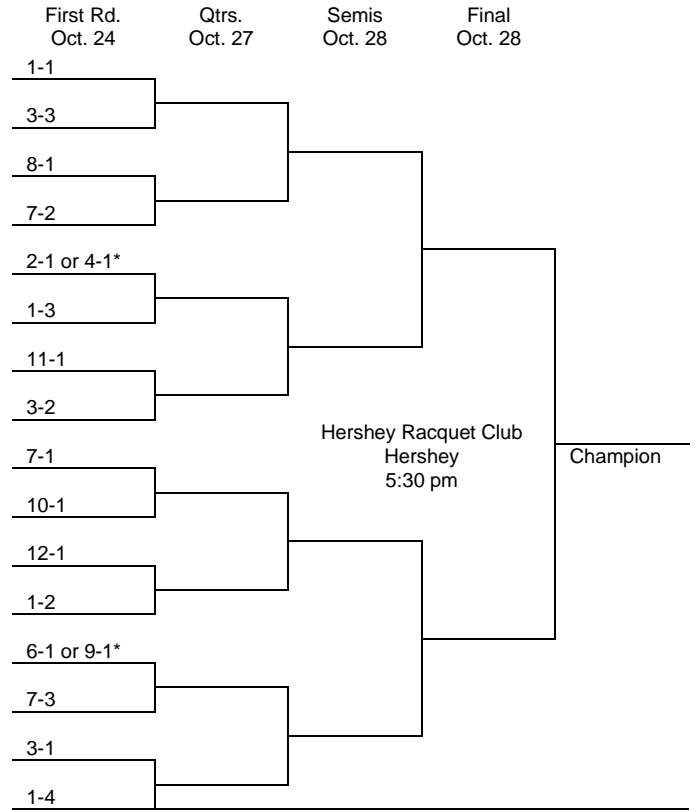 First Rd. Qtrs. Semis Final
Oct. 24 Oct. 27 Oct. 28 Oct. 28
1-1
3-3
8-1
7-2
2-1 or 4-1*
1-3
11-1
3-2
Hershey Racquet Club
Hershey
5:30 pm
Champion
7-1
10-1
12-1
1-2
6-1 or 9-1*
7-3
3-1
1-4